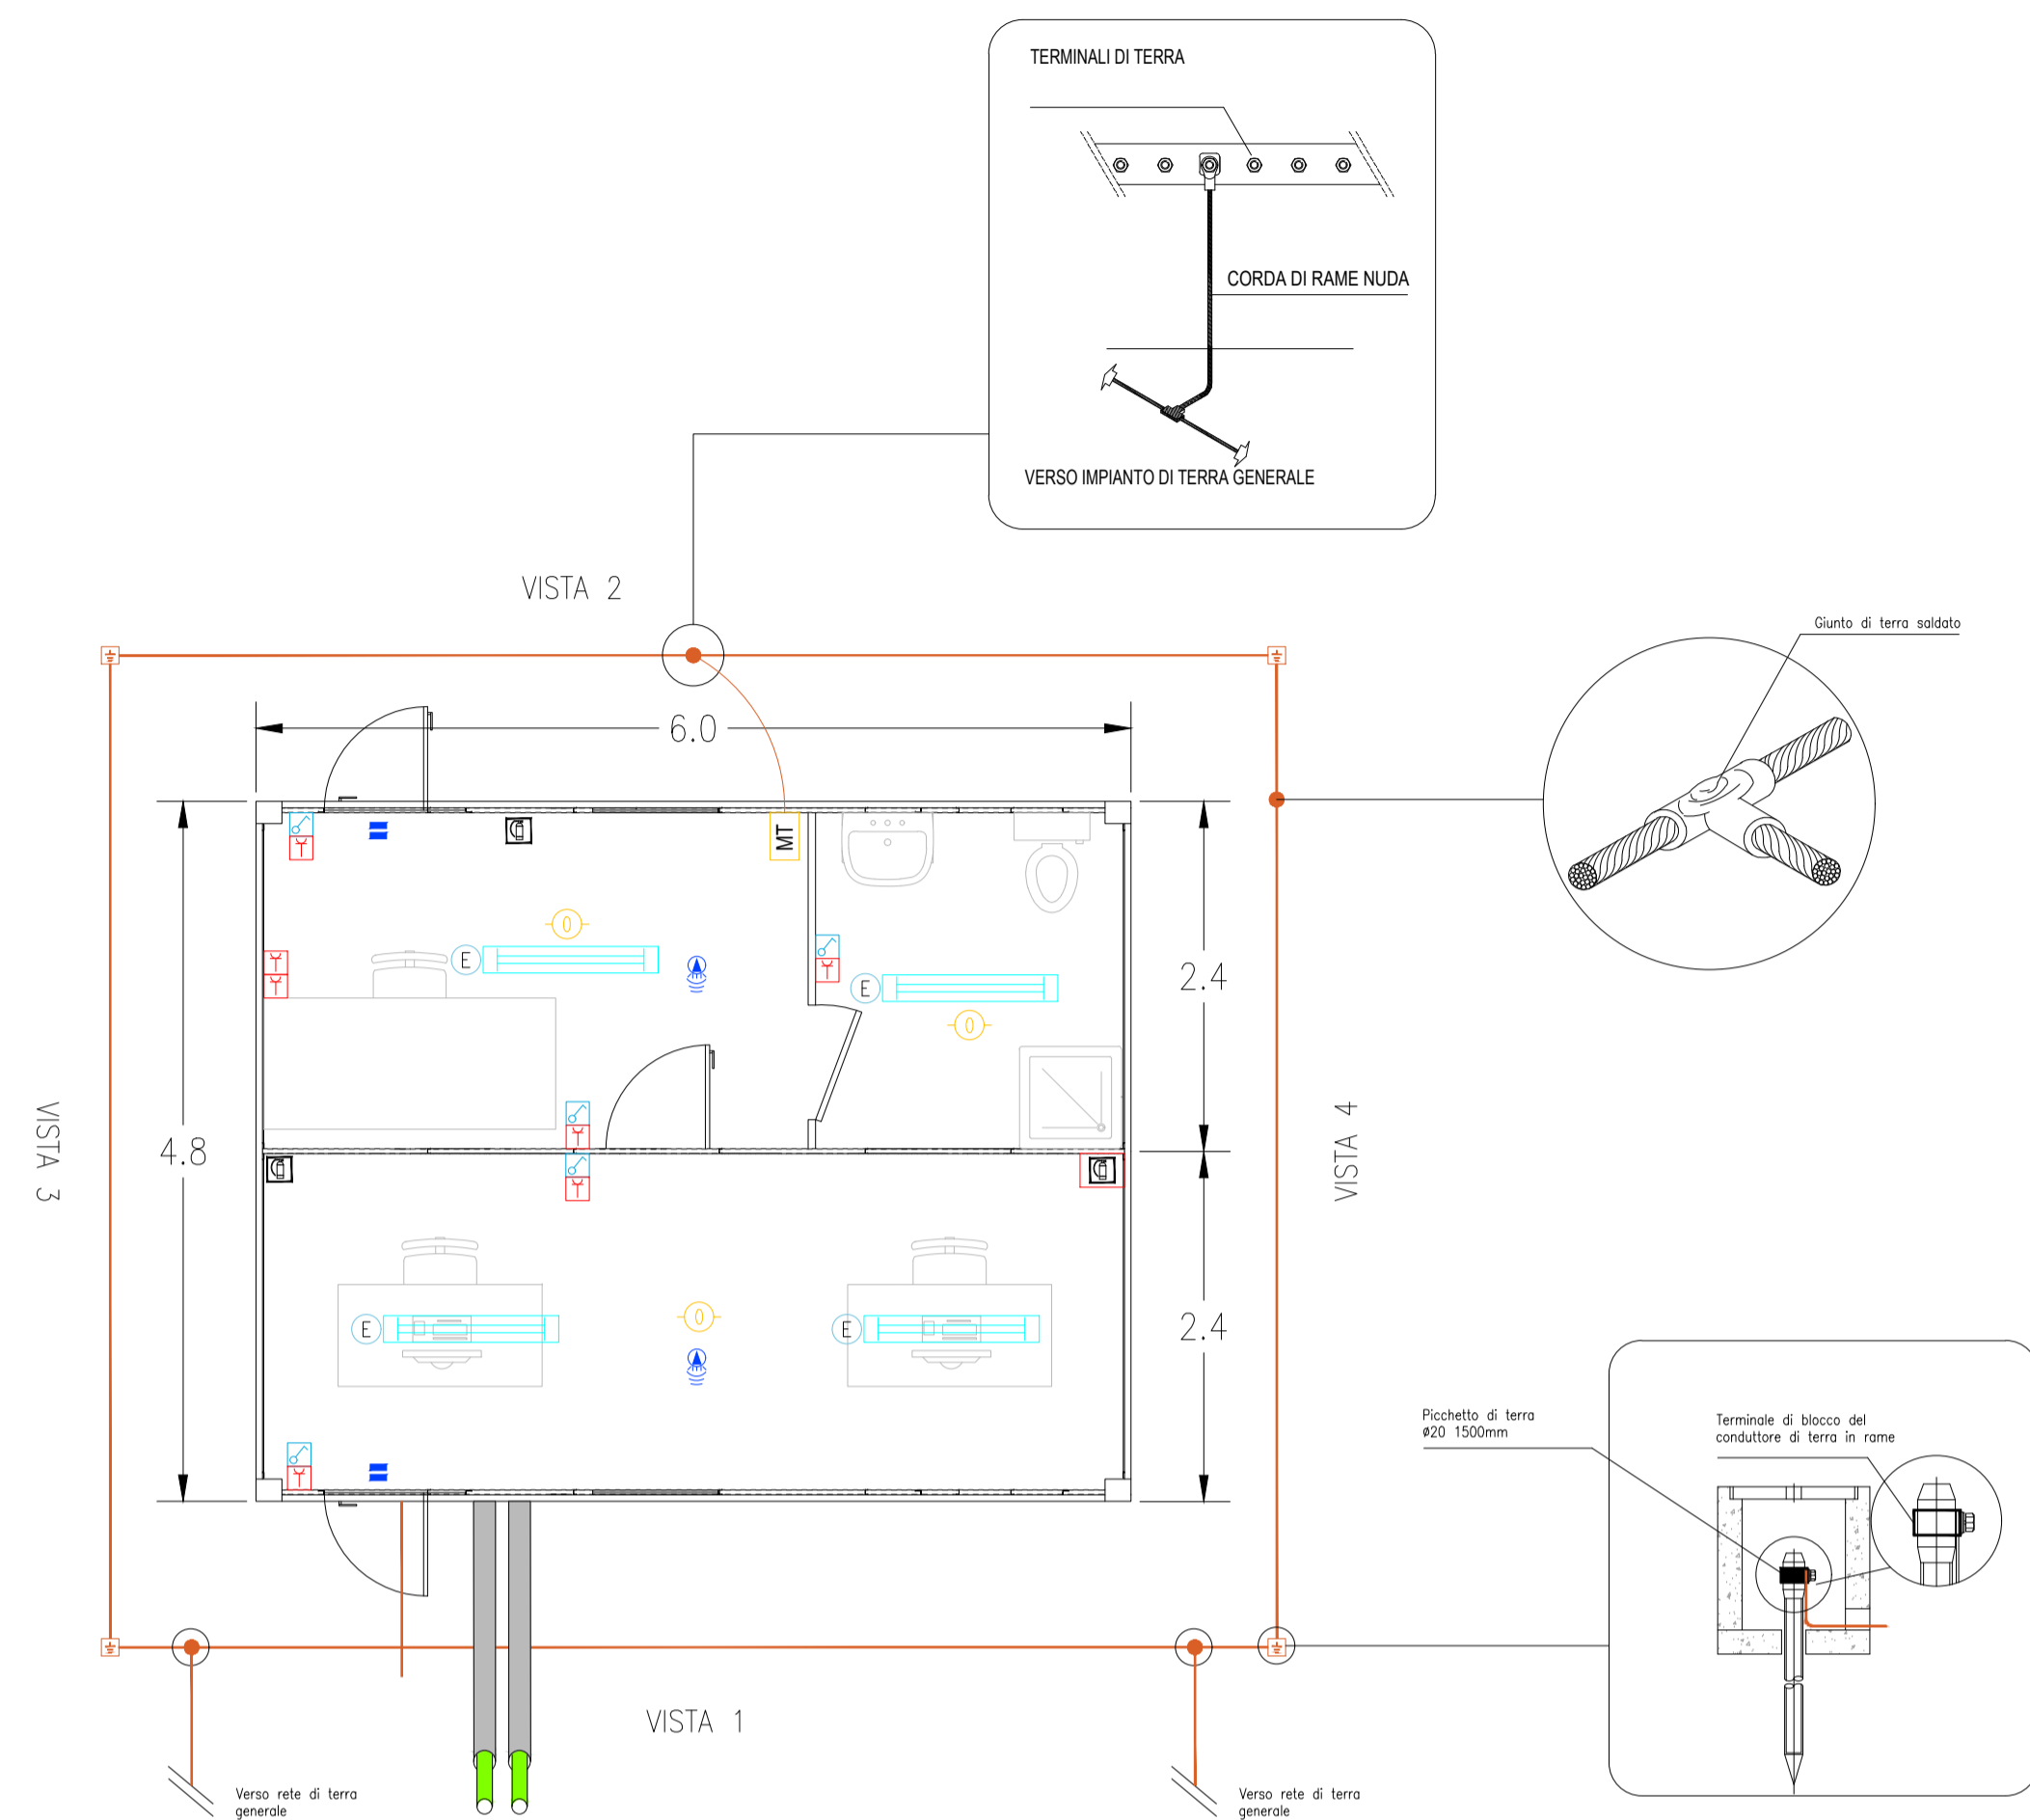 TERMINALI DI TERRA
CORDA DI RAME NUDA
VERSO IMPIANTO DI TERRA GENERALE
VISTA 2
Giunto di terra saldato
6.0
MT
0
E
2.4
E
0
VISTA 3
4.8
VISTA 4
0
E
E
2.4
Picchetto di terra
ø20 1500mm
Terminale di blocco del
conduttore di terra in rame
VISTA 1
Verso rete di terra
generale
Verso rete di terra
generale